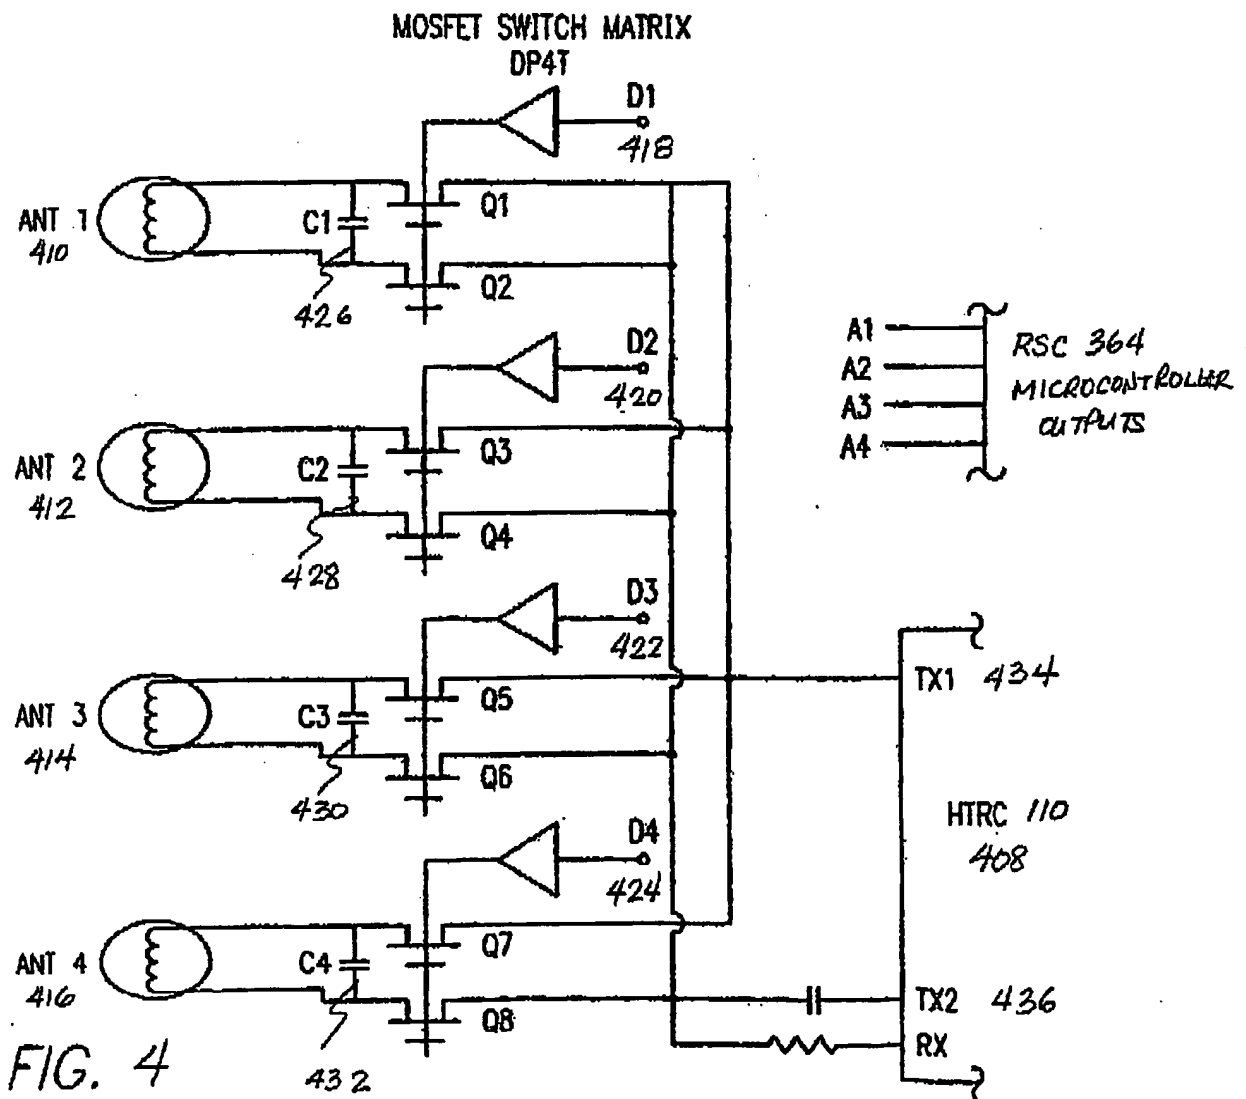 MOSFET SWITCH MATRIX
DP4T
D1
418
ANT 1
410
C1
Q1
Q2
426
D2
420
ANT 2
412
C2
Q3
Q4
428
A1
A2
A3
A4
RSC 364
MICROCONTROLLER
OUTPUTS
D3
422
ANT 3
414
C3
Q5
Q6
430
TX1 434
HTRC 110
408
D4
424
ANT 4
416
C4
Q7
Q8
432
TX2 436
RX
FIG. 4